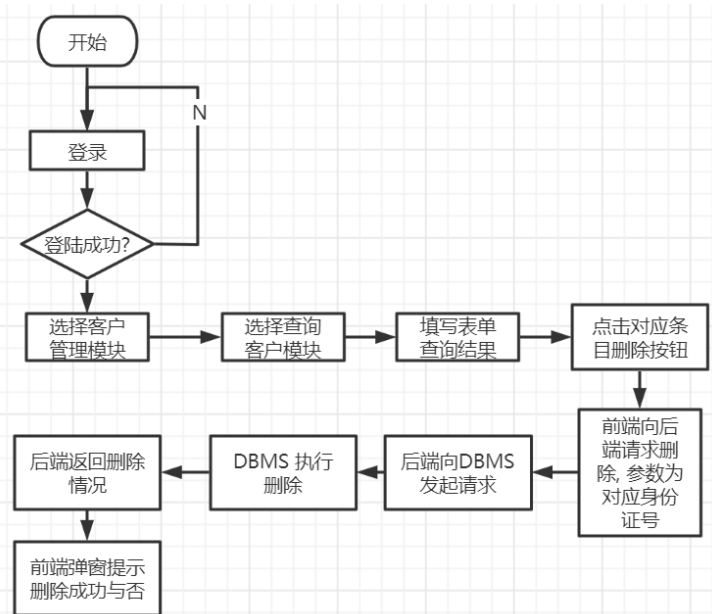 开始
N
登录
登陆成功?
选择客户
管理模块
选择查询
客户模块
填写表单
查询结果
点击对应条
目删除按钮
前端向后
端请求删
除, 参数为
对应身份
证号
后端向DBMS
发起请求
DBMS 执行
删除
后端返回删除
情况
前端弹窗提示
删除成功与否